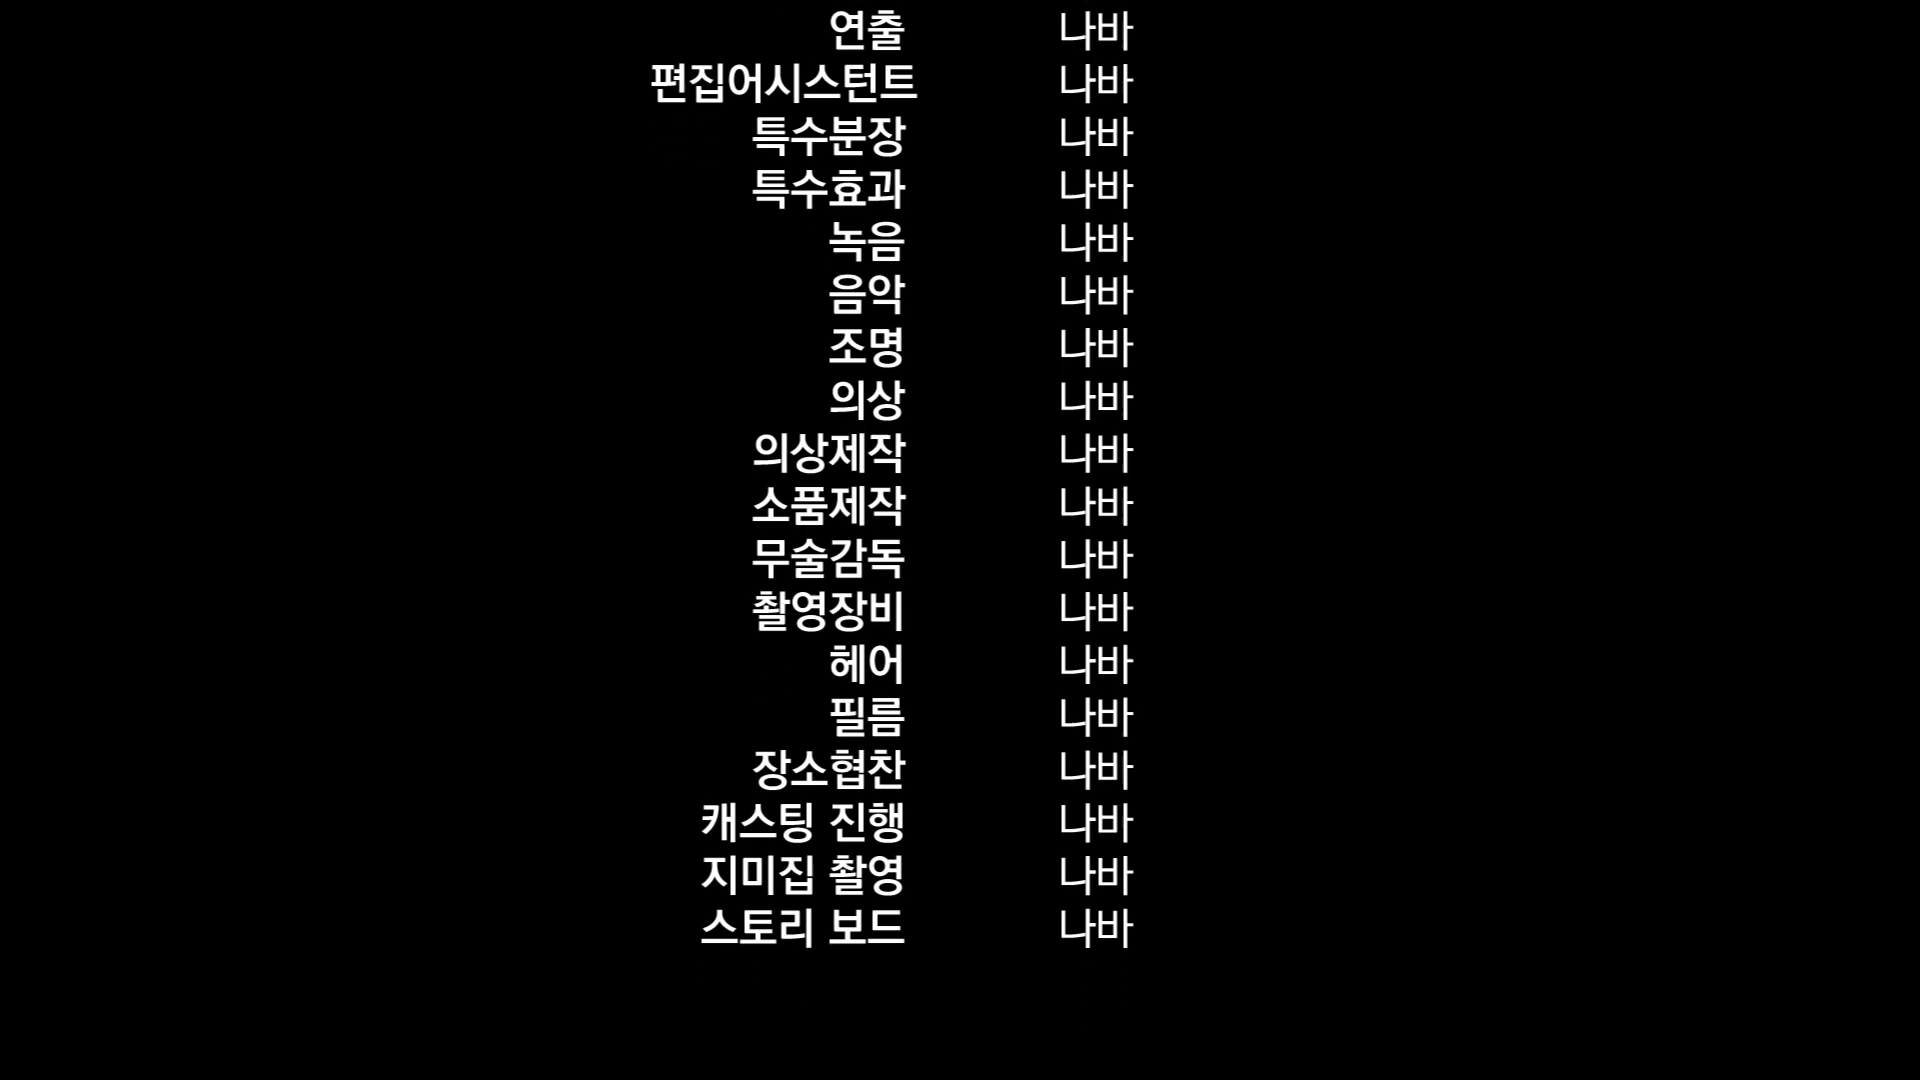 연출 나바
편집어시스턴트 나바
특수분장 나바
특수효과 나바
녹음 나바
음악 나바
조명 나바
의상 나바
의상제작 나바
소품제작 나바
무술감독 나바
촬영장비 나바
헤어 나바
필름 나바
장소협찬 나바
캐스팅 진행 나바
지미집 촬영 나바
스토리 보드 나바